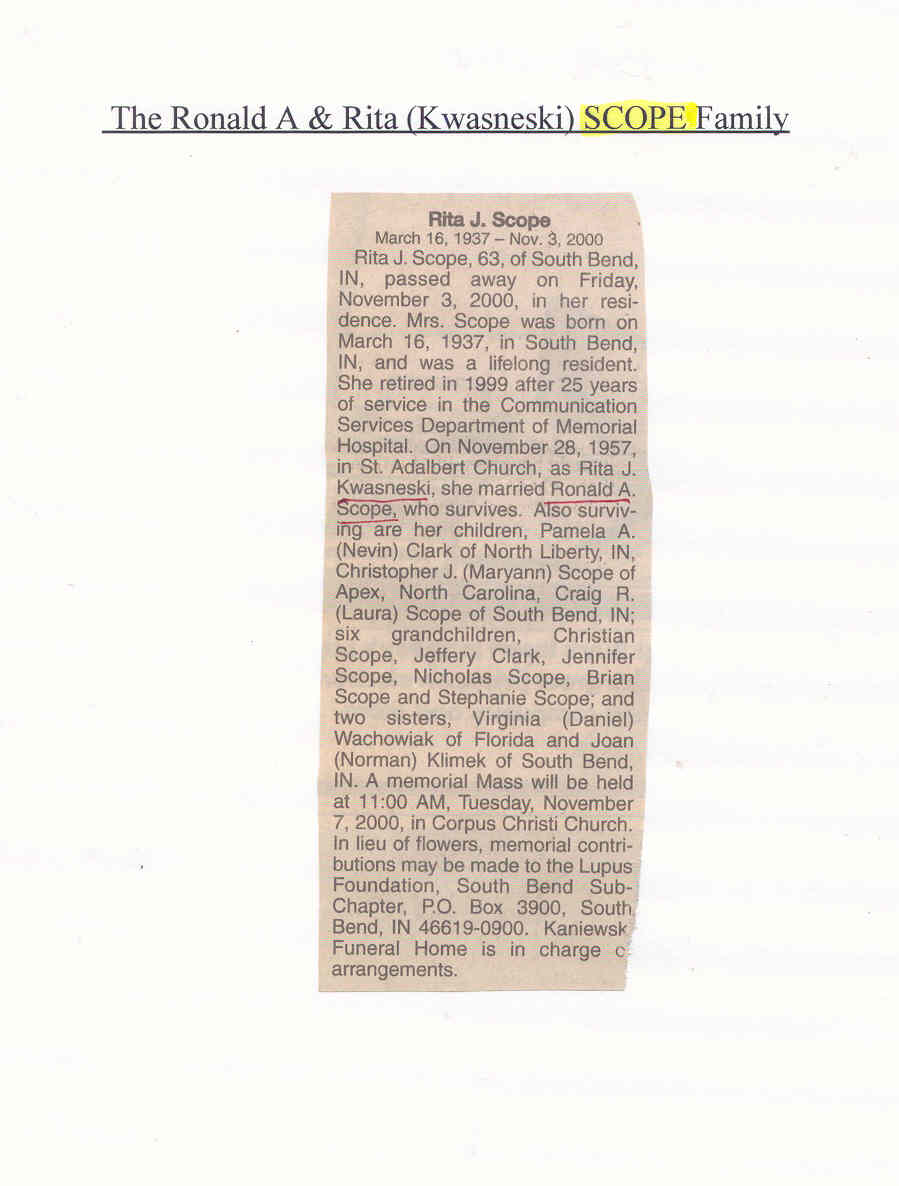 The Ronald A & Rita (Kwasneski) SCOPE Family
Rita J. Scope
March 16, 1937 – Nov. 3, 2000
Rita J. Scope, 63, of South Bend,
IN, passed away on Friday,
November 3, 2000, in her resi-
dence. Mrs. Scope was born on
March 16, 1937, in South Bend,
IN, and was a lifelong resident.
She retired in 1999 after 25 years
of service in the Communication
Services Department of Memorial
Hospital. On November 28, 1957,
in St. Adalbert Church, as Rita J.
Kwasneski, she married Ronald A.
Scope, who survives. Also surviv-
ing are her children, Pamela A.
(Nevin) Clark of North Liberty, IN,
Christopher J. (Maryann) Scope of
Apex, North Carolina, Craig R.
(Laura) Scope of South Bend, IN;
six grandchildren, Christian
Scope, Jeffery Clark, Jennifer
Scope, Nicholas Scope, Brian
Scope and Stephanie Scope; and
two sisters, Virginia (Daniel)
Wachowiak of Florida and Joan
(Norman) Klimek of South Bend,
IN. A memorial Mass will be held
at 11:00 AM, Tuesday, November
7, 2000, in Corpus Christi Church.
In lieu of flowers, memorial contri-
butions may be made to the Lupus
Foundation, South Bend Sub-
Chapter, P.O. Box 3900, South
Bend, IN 46619-0900. Kaniewsk
Funeral Home is in charge
arrangements.